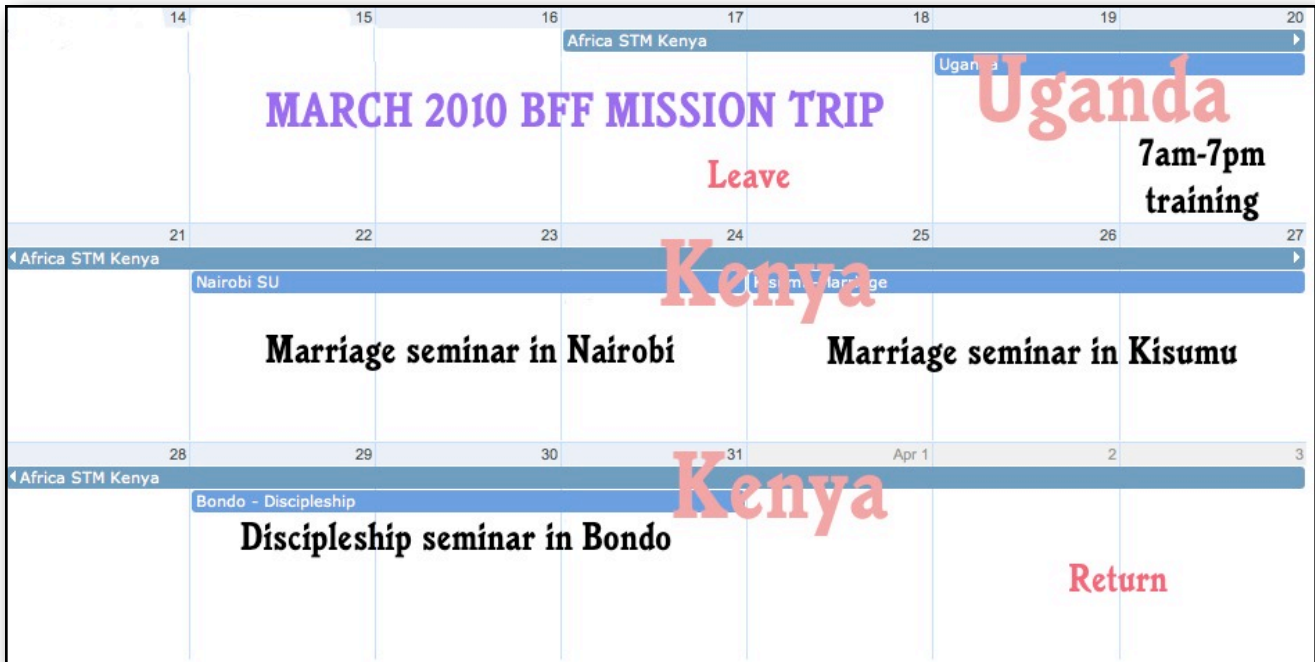 14 15 16 17 18 19 20
Africa STM Kenya
Uganda
Uganda
MARCH 2010 BFF MISSION TRIP
7am-7pm
training
Leave
21 22 23 24 25 26 27
Africa STM Kenya
Kenya
Nairobi SU
Kisumu-Marriage
Marriage seminar in Nairobi
Marriage seminar in Kisumu
28 29 30 31 Apr 1 2 3
Africa STM Kenya
Kenya
Bondo - Discipleship
Discipleship seminar in Bondo
Return